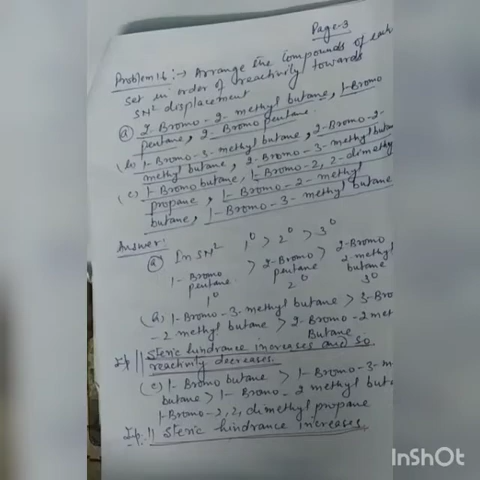 Page-3
Problem 16 :→ Arrange the compounds of each
set in order of reactivity towards
SN² displacement
(a) 2-Bromo-2-methyl butane, 1-Bromo
pentane, 2-Bromo pentane.
(b) 1-Bromo-3-methyl butane, 2-Bromo-2-
methyl butane, 2-Bromo-3-methyl butane
(c) 1-Bromo butane, 1-Bromo-2,2-dimethyl
propane, 1-Bromo-2-methyl
butane, 1-Bromo-3-methyl butane
Answer:
(a) In SN² 1° > 2° > 3°
1-Bromo pentane > 2-Bromo pentane > 2-Bromo 2-methyl butane
1° 2° 3°
(b) 1-Bromo-3-methyl butane > 3-Bro
-2 methyl butane > 2-Bromo-2 met
Butane
Steric hindrance increases and so
reactivity decreases.
(c) 1-Bromo butane > 1-Bromo-3-m
butane > 1-Bromo-2 methyl but
1-Bromo-2,2, dimethyl propane
Steric hindrance increases
InShOt